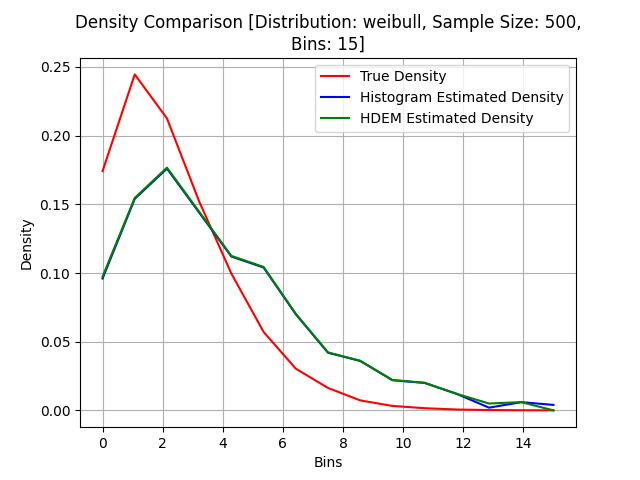 Density Comparison [Distribution: weibull, Sample Size: 500,
Bins: 15]
True Density
Histogram Estimated Density
HDEM Estimated Density
Density
0.25
0.20
0.15
0.10
0.05
0.00
0 2 4 6 8 10 12 14
Bins